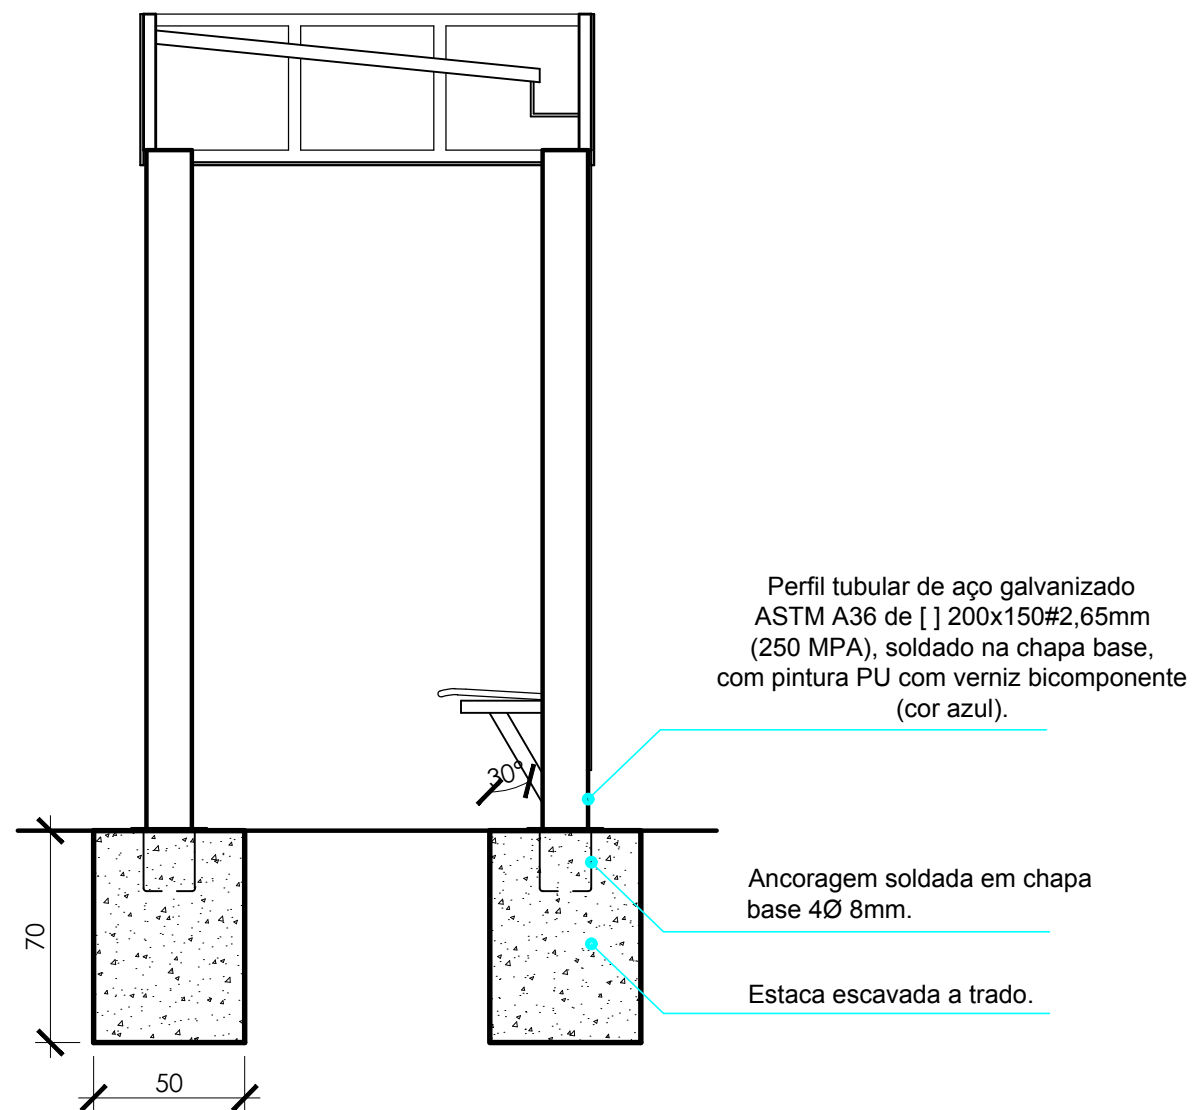 Perfil tubular de aço galvanizado
ASTM A36 de [ ] 200x150#2,65mm
(250 MPA), soldado na chapa base,
com pintura PU com verniz bicomponente
(cor azul).
30°
Ancoragem soldada em chapa
base 4Ø 8mm.
70
Estaca escavada a trado.
50